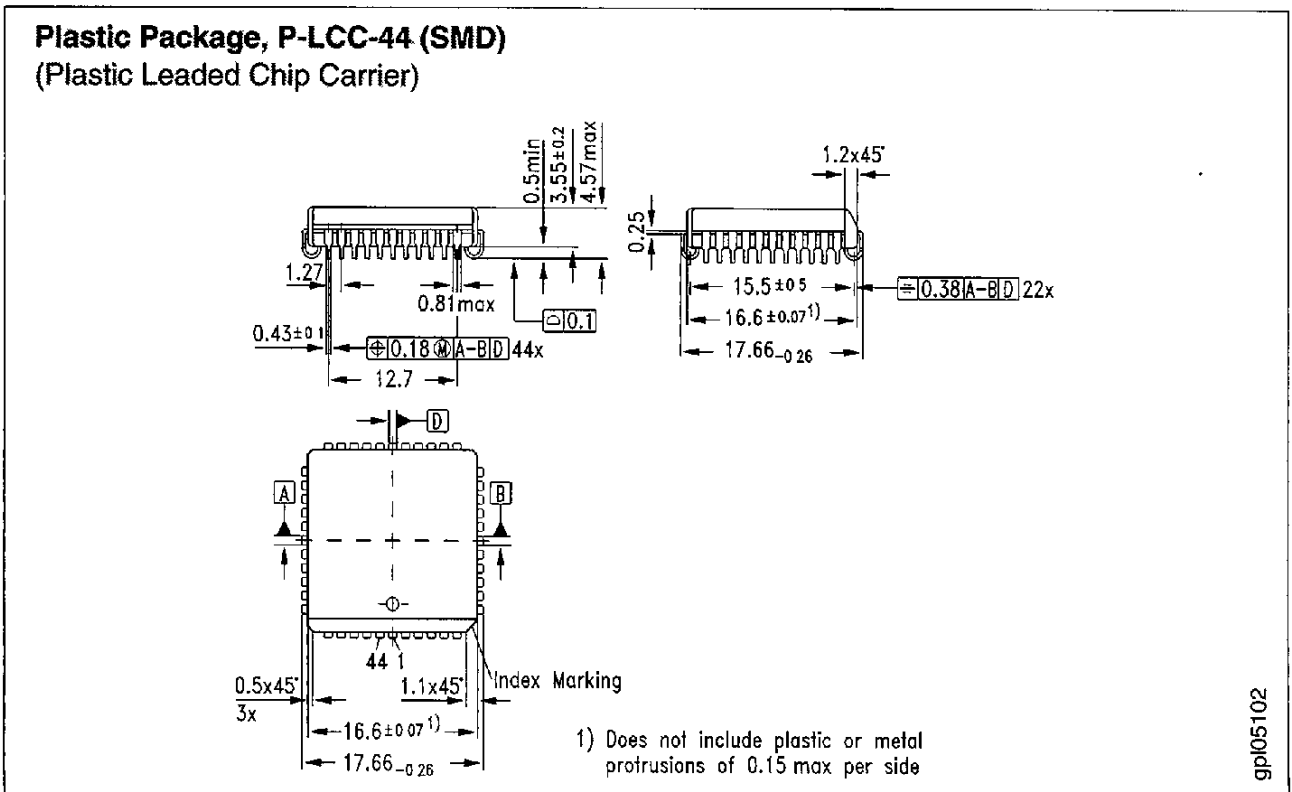 Plastic Package, P-LCC-44 (SMD)
(Plastic Leaded Chip Carrier)
0.5min
3.55±0.2
4.57max
1.2x45°
0.25
1.27
0.81max
0.1
15.5±0.5
0.38 A-B D 22x
16.6±0.07 1)
17.66-0.26
0.43±0.1
0.18 Ⓜ A-B D 44x
12.7
D
A
B
44 1
Index Marking
0.5x45°
3x
1.1x45°
16.6±0.07 1)
17.66-0.26
1) Does not include plastic or metal
protrusions of 0.15 max per side
gpl05102